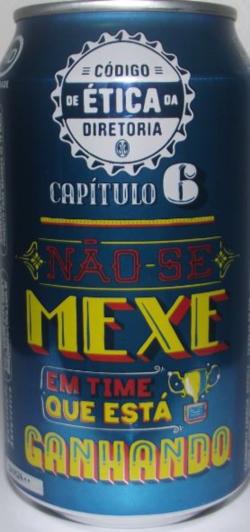 CÓDIGO
DE ÉTICA DA
DIRETORIA
CAPÍTULO 6
NÃO-SE
MEXE
EM TIME
QUE ESTÁ
GANHANDO